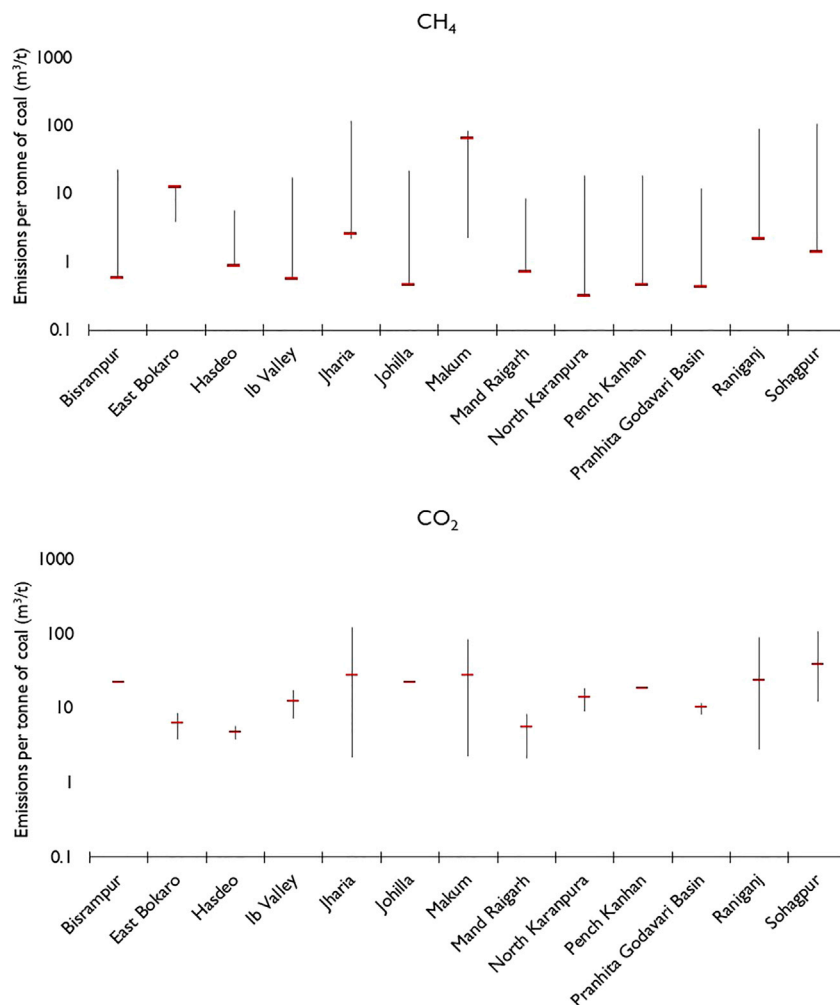 CH₄
Emissions per tonne of coal (m³/t)
1000
100
10
1
0.1
Bisrampur
East Bokaro
Hasdeo
Ib Valley
Jharia
Johilla
Makum
Mand Raigarh
North Karanpura
Pench Kanhan
Pranhita Godavari Basin
Raniganj
Sohagpur
CO₂
Emissions per tonne of coal (m³/t)
1000
100
10
1
0.1
Bisrampur
East Bokaro
Hasdeo
Ib Valley
Jharia
Johilla
Makum
Mand Raigarh
North Karanpura
Pench Kanhan
Pranhita Godavari Basin
Raniganj
Sohagpur